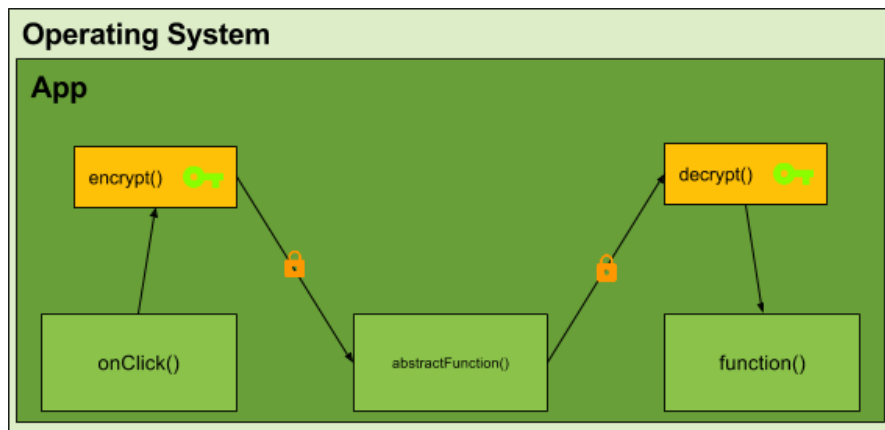 Operating System
App
encrypt()
decrypt()
onClick()
abstractFunction()
function()